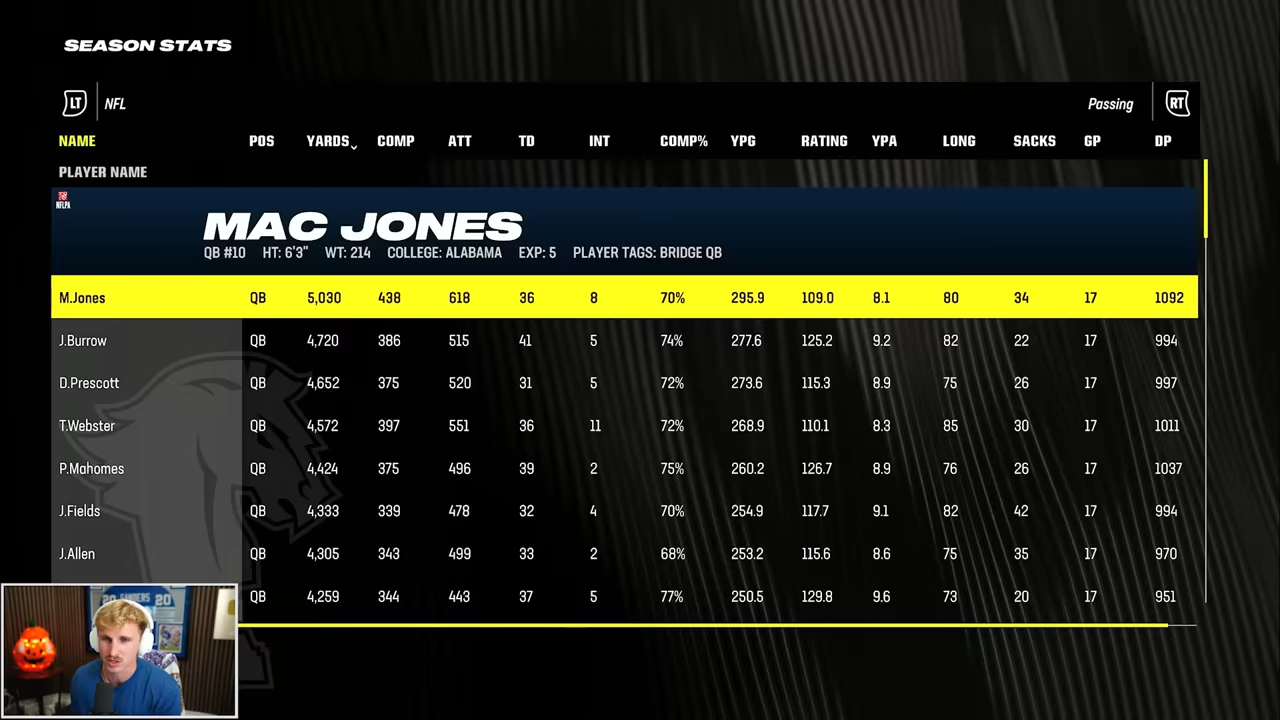 SEASON STATS
LT NFL Passing RT
NAME POS YARDS COMP ATT TD INT COMP% YPG RATING YPA LONG SACKS GP DP
PLAYER NAME
NFLPA
MAC JONES
QB #10 HT: 6'3" WT: 214 COLLEGE: ALABAMA EXP: 5 PLAYER TAGS: BRIDGE QB
M.Jones QB 5,030 438 618 36 8 70% 295.9 109.0 8.1 80 34 17 1092
J.Burrow QB 4,720 386 515 41 5 74% 277.6 125.2 9.2 82 22 17 994
D.Prescott QB 4,652 375 520 31 5 72% 273.6 115.3 8.9 75 26 17 997
T.Webster QB 4,572 397 551 36 11 72% 268.9 110.1 8.3 85 30 17 1011
P.Mahomes QB 4,424 375 496 39 2 75% 260.2 126.7 8.9 76 26 17 1037
J.Fields QB 4,333 339 478 32 4 70% 254.9 117.7 9.1 82 42 17 994
J.Allen QB 4,305 343 499 33 2 68% 253.2 115.6 8.6 75 35 17 970
QB 4,259 344 443 37 5 77% 250.5 129.8 9.6 73 20 17 951
20 20